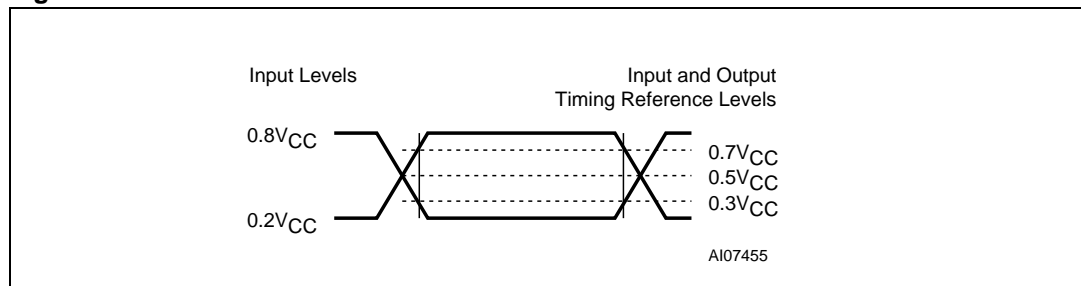 Input Levels
Input and Output
Timing Reference Levels
0.8VCC
0.7VCC
0.5VCC
0.3VCC
0.2VCC
AI07455